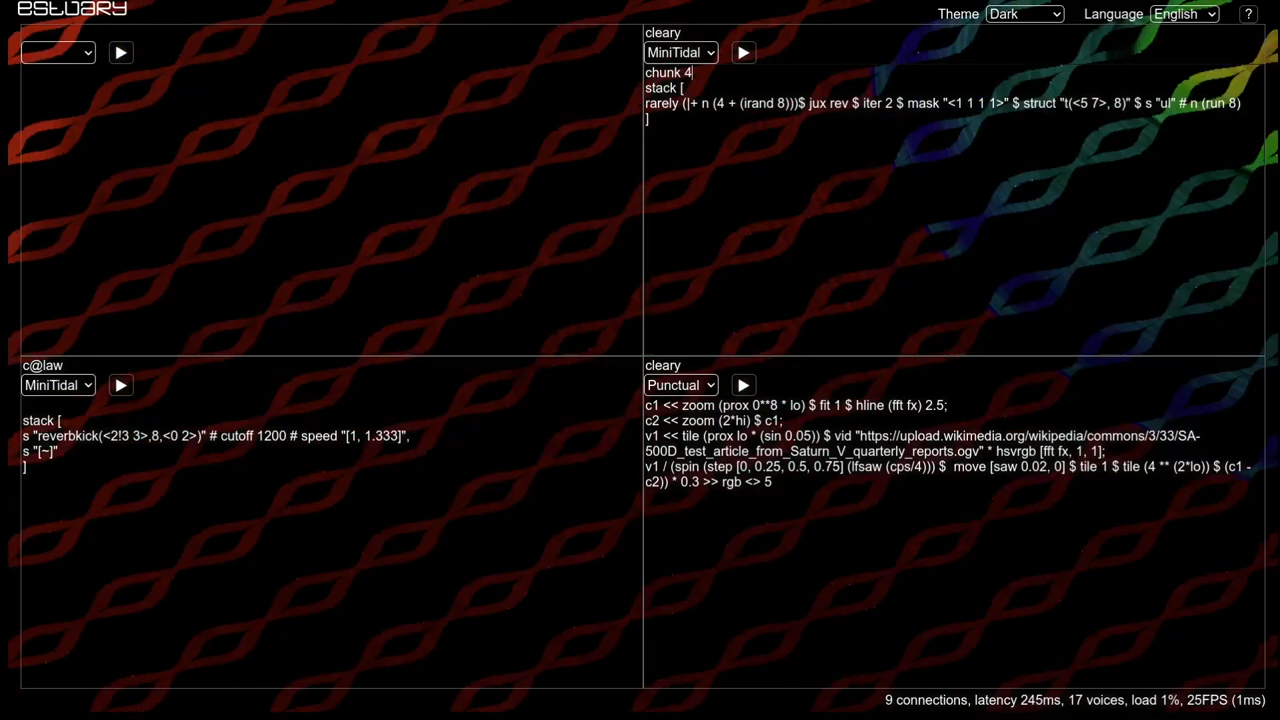 estuary
Theme Dark Language English ?
cleary
MiniTidal
chunk 4
stack [
rarely (|+ n (4 + (irand 8)))$ jux rev $ iter 2 $ mask "<1 1 1 1>" $ struct "t(<5 7>, 8)" $ s "ul" # n (run 8)
]
c@law
MiniTidal
stack [
s "reverbkick(<2!3 3>,8,<0 2>)" # cutoff 1200 # speed "[1, 1.333]",
s "[~]"
]
cleary
Punctual
c1 << zoom (prox 0**8 * lo) $ fit 1 $ hline (fft fx) 2.5;
c2 << zoom (2*hi) $ c1;
v1 << tile (prox lo * (sin 0.05)) $ vid "https://upload.wikimedia.org/wikipedia/commons/3/33/SA-
500D_test_article_from_Saturn_V_quarterly_reports.ogv" * hsvrgb [fft fx, 1, 1];
v1 / (spin (step [0, 0.25, 0.5, 0.75] (lfsaw (cps/4))) $  move [saw 0.02, 0] $ tile 1 $ tile (4 ** (2*lo)) $ (c1 -
c2)) * 0.3 >> rgb <> 5
9 connections, latency 245ms, 17 voices, load 1%, 25FPS (1ms)